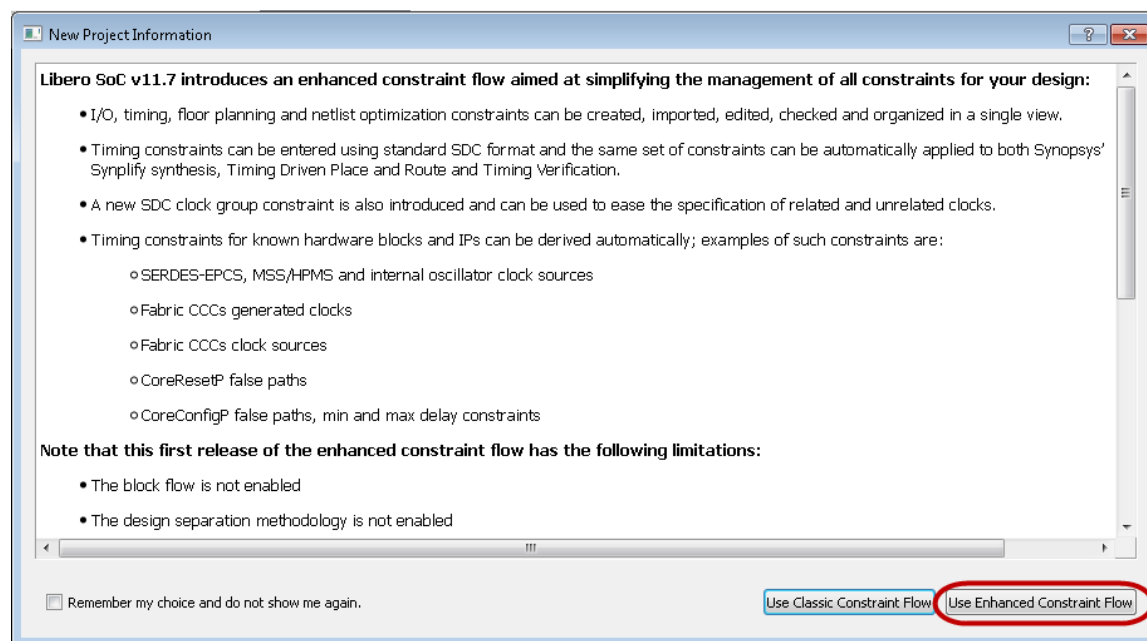 New Project Information
Libero SoC v11.7 introduces an enhanced constraint flow aimed at simplifying the management of all constraints for your design:
• I/O, timing, floor planning and netlist optimization constraints can be created, imported, edited, checked and organized in a single view.
• Timing constraints can be entered using standard SDC format and the same set of constraints can be automatically applied to both Synopsys'
Synplify synthesis, Timing Driven Place and Route and Timing Verification.
• A new SDC clock group constraint is also introduced and can be used to ease the specification of related and unrelated clocks.
• Timing constraints for known hardware blocks and IPs can be derived automatically; examples of such constraints are:
○ SERDES-EPCS, MSS/HPMS and internal oscillator clock sources
○ Fabric CCCs generated clocks
○ Fabric CCCs clock sources
○ CoreResetP false paths
○ CoreConfigP false paths, min and max delay constraints
Note that this first release of the enhanced constraint flow has the following limitations:
• The block flow is not enabled
• The design separation methodology is not enabled
Remember my choice and do not show me again.
Use Classic Constraint Flow
Use Enhanced Constraint Flow